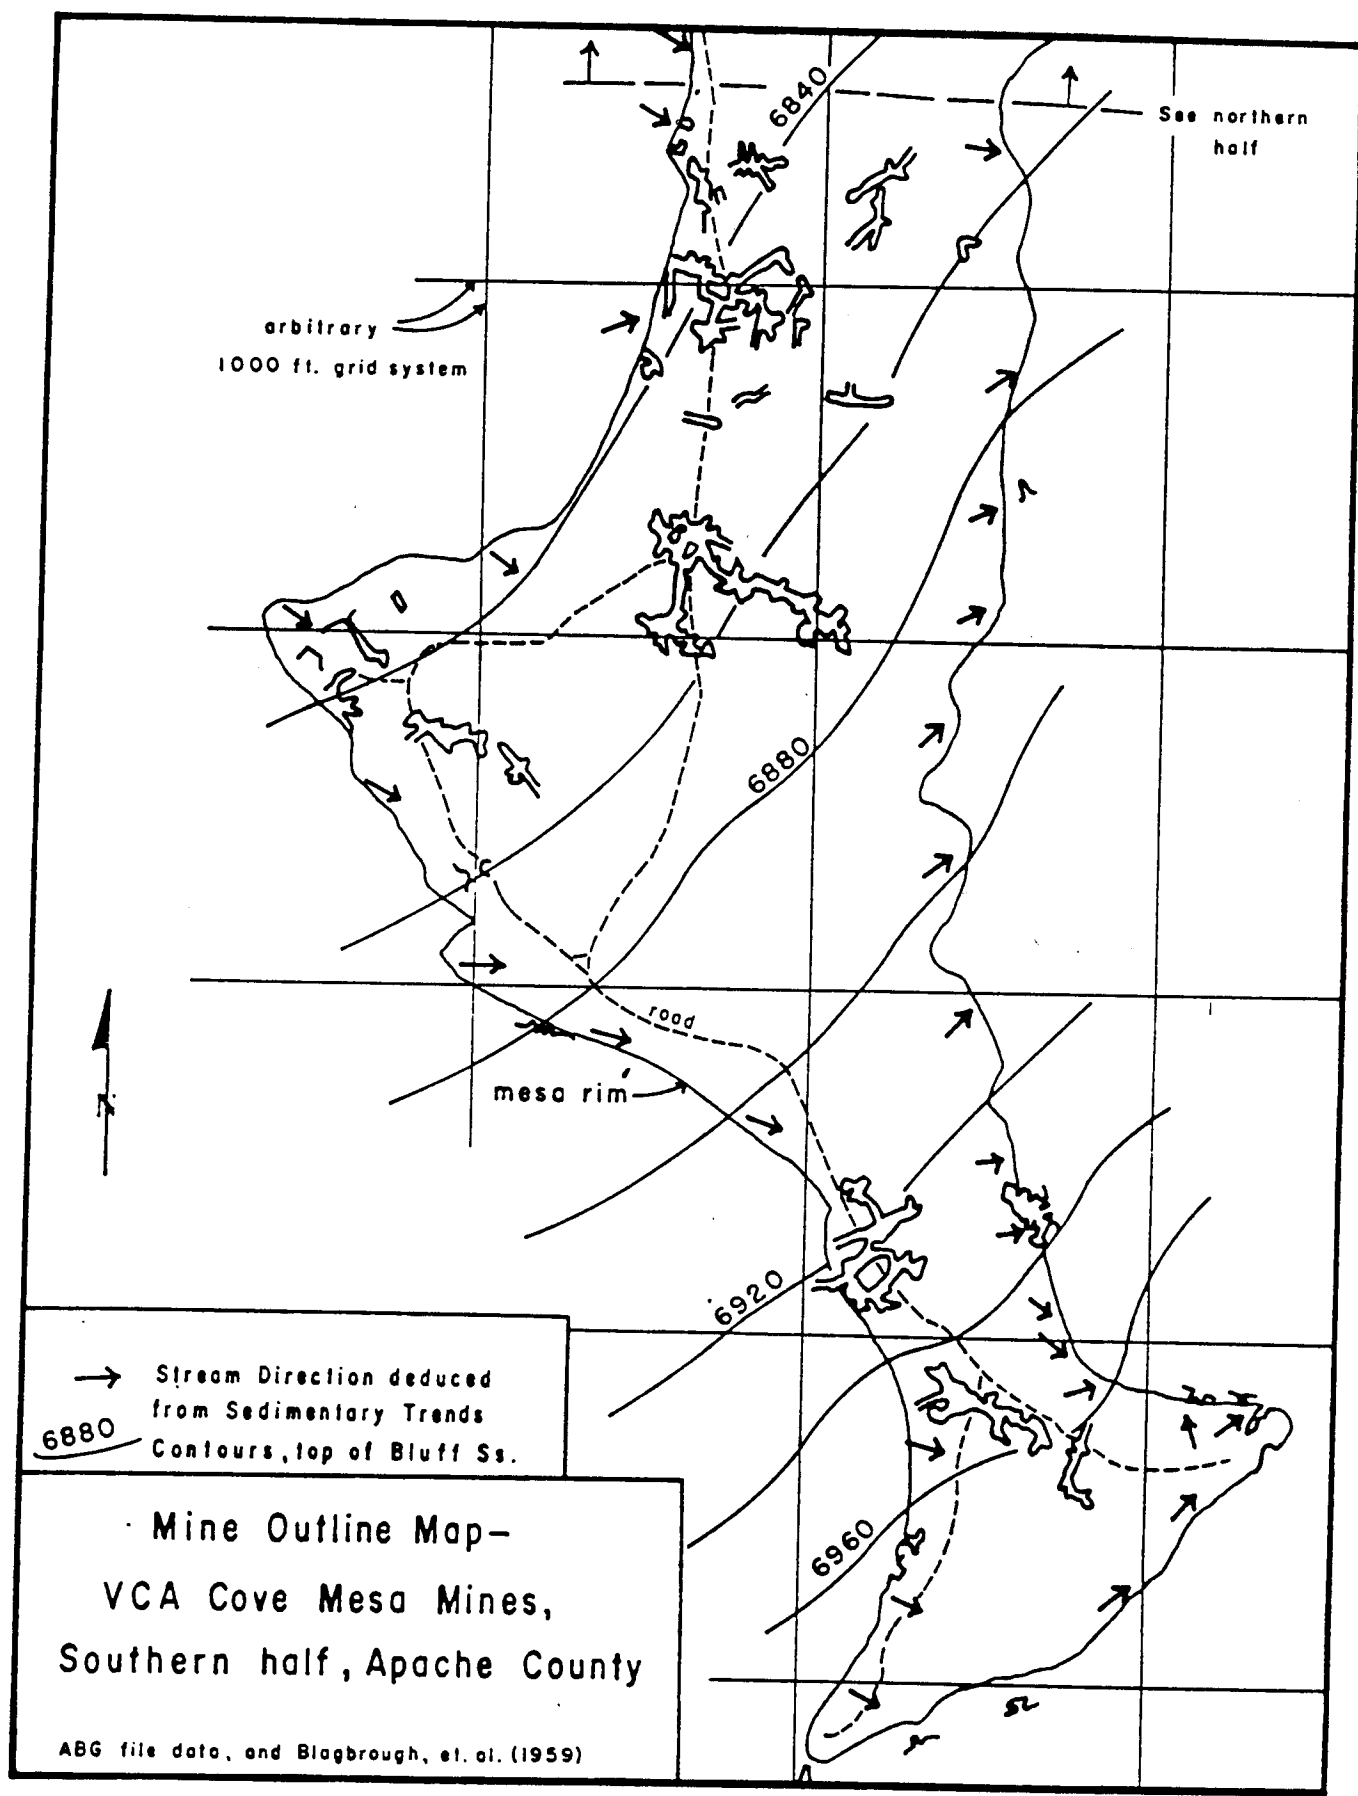 6840
See northern
half
arbitrary
1000 ft. grid system
6880
road
mesa rim
N
6920
6960
Stream Direction deduced
from Sedimentary Trends
6880
Contours, top of Bluff Ss.
Mine Outline Map-
VCA Cove Mesa Mines,
Southern half, Apache County
ABG file data, and Blagbrough, et. al. (1959)